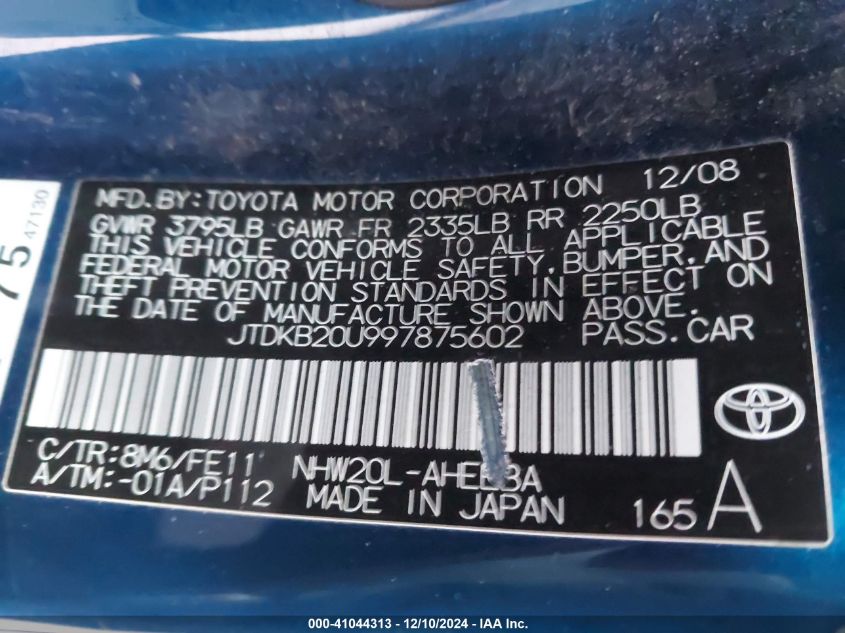 MFD.BY:TOYOTA MOTOR CORPORATION 12/08
GVWR 3795LB GAWR FR 2335LB RR 2250LB
THIS VEHICLE CONFORMS TO ALL APPLICABLE
FEDERAL MOTOR VEHICLE SAFETY,BUMPER,AND
THEFT PREVENTION STANDARDS IN EFFECT ON
THE DATE OF MANUFACTURE SHOWN ABOVE.
JTDKB20U997875602 PASS.CAR
C/TR:8M6/FE11 
A/TM:-01A/P112 MADE IN JAPAN
165 A
75
47130
000-41044313 - 12/10/2024 - IAA Inc.